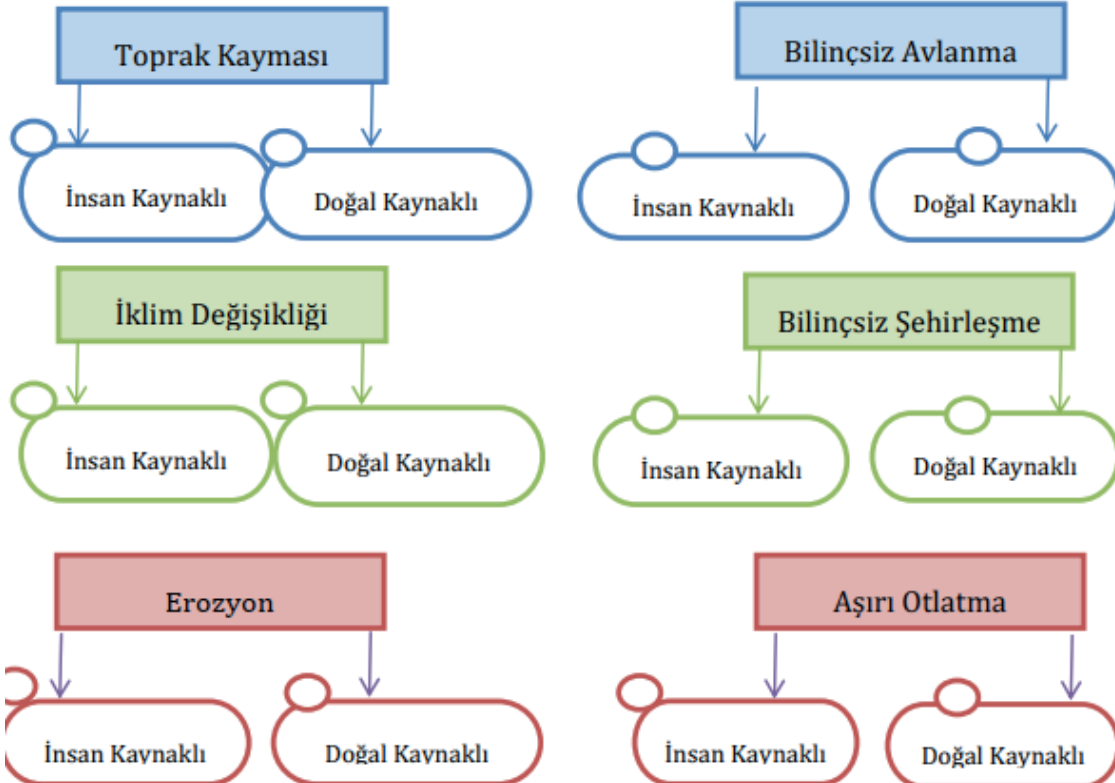 Toprak Kayması
Bilinçsiz Avlanma
İnsan Kaynaklı
Doğal Kaynaklı
İnsan Kaynaklı
Doğal Kaynaklı
İklim Değişikliği
Bilinçsiz Şehirleşme
İnsan Kaynaklı
Doğal Kaynaklı
İnsan Kaynaklı
Doğal Kaynaklı
Erozyon
Aşırı Otlatma
İnsan Kaynaklı
Doğal Kaynaklı
İnsan Kaynaklı
Doğal Kaynaklı